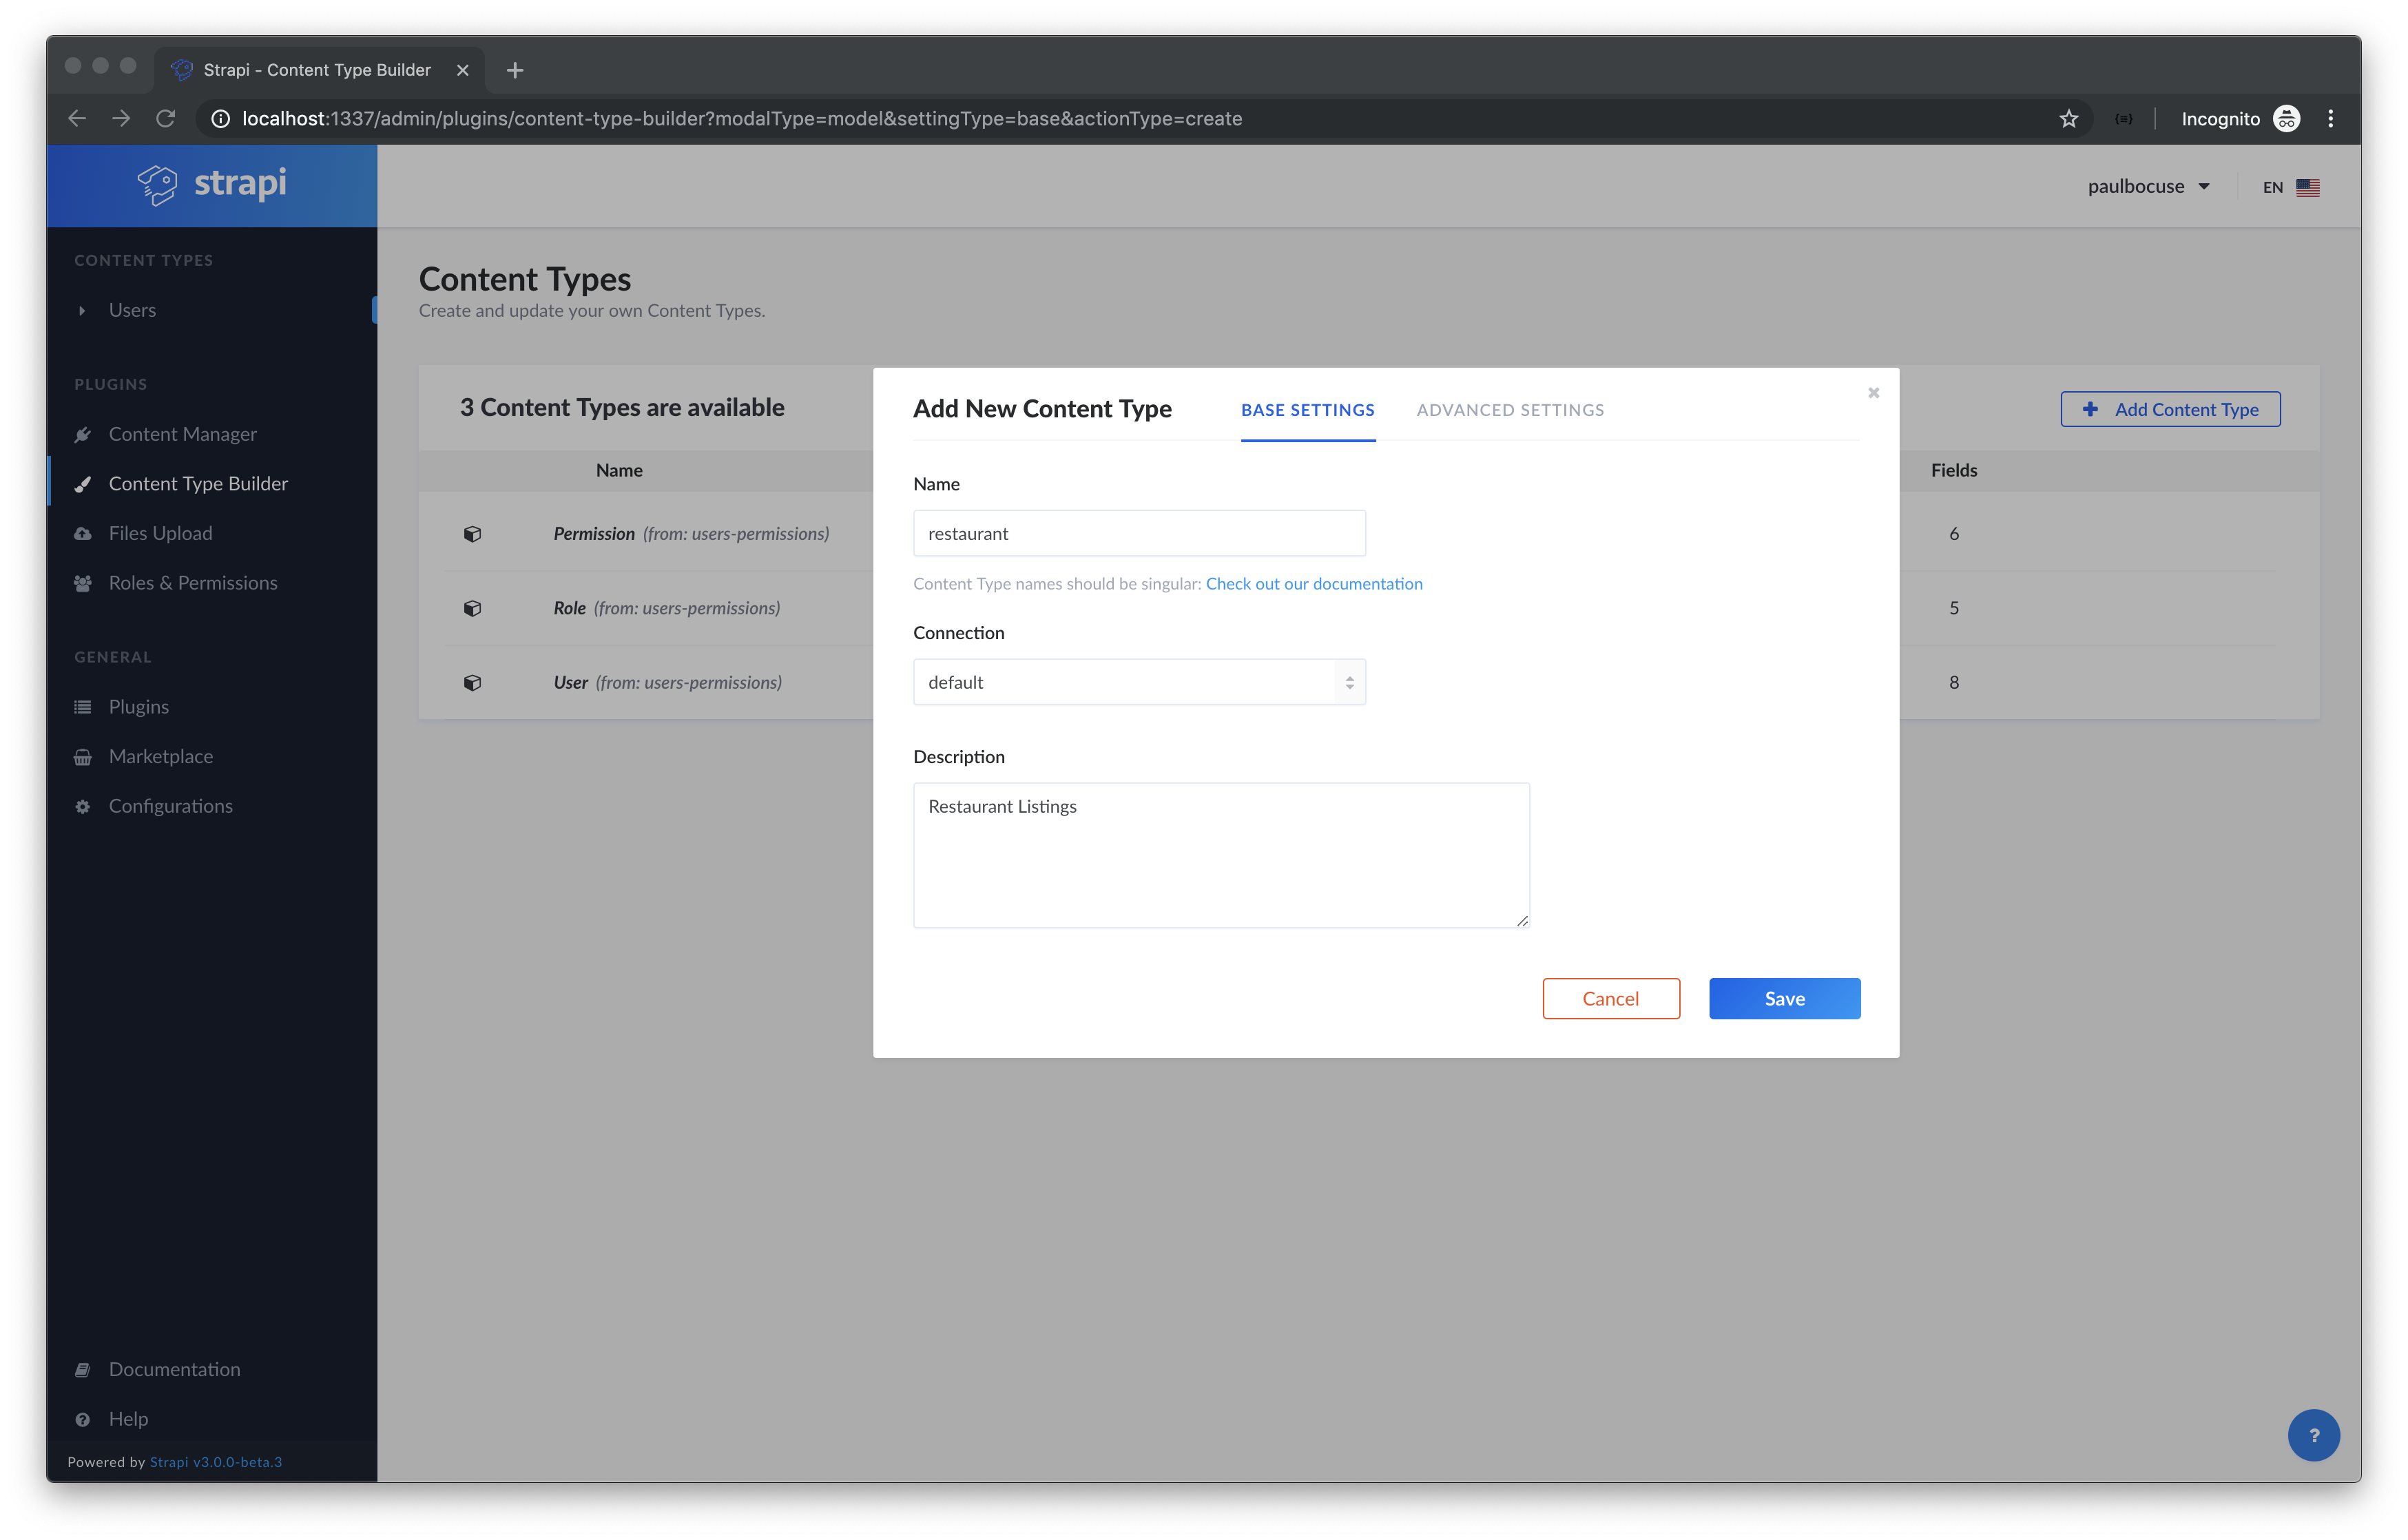 Strapi - Content Type Builder
localhost:1337/admin/plugins/content-type-builder?modalType=model&settingType=base&actionType=create
Incognito
strapi
paulbocuse
EN
CONTENT TYPES
Users
PLUGINS
Content Manager
Content Type Builder
Files Upload
Roles & Permissions
GENERAL
Plugins
Marketplace
Configurations
Documentation
Help
Powered by Strapi v3.0.0-beta.3
Content Types
Create and update your own Content Types.
3 Content Types are available
Add Content Type
Name
Fields
Permission (from: users-permissions)
6
Role (from: users-permissions)
5
User (from: users-permissions)
8
Add New Content Type
BASE SETTINGS
ADVANCED SETTINGS
Name
restaurant
Content Type names should be singular: Check out our documentation
Connection
default
Description
Restaurant Listings
Cancel
Save
?